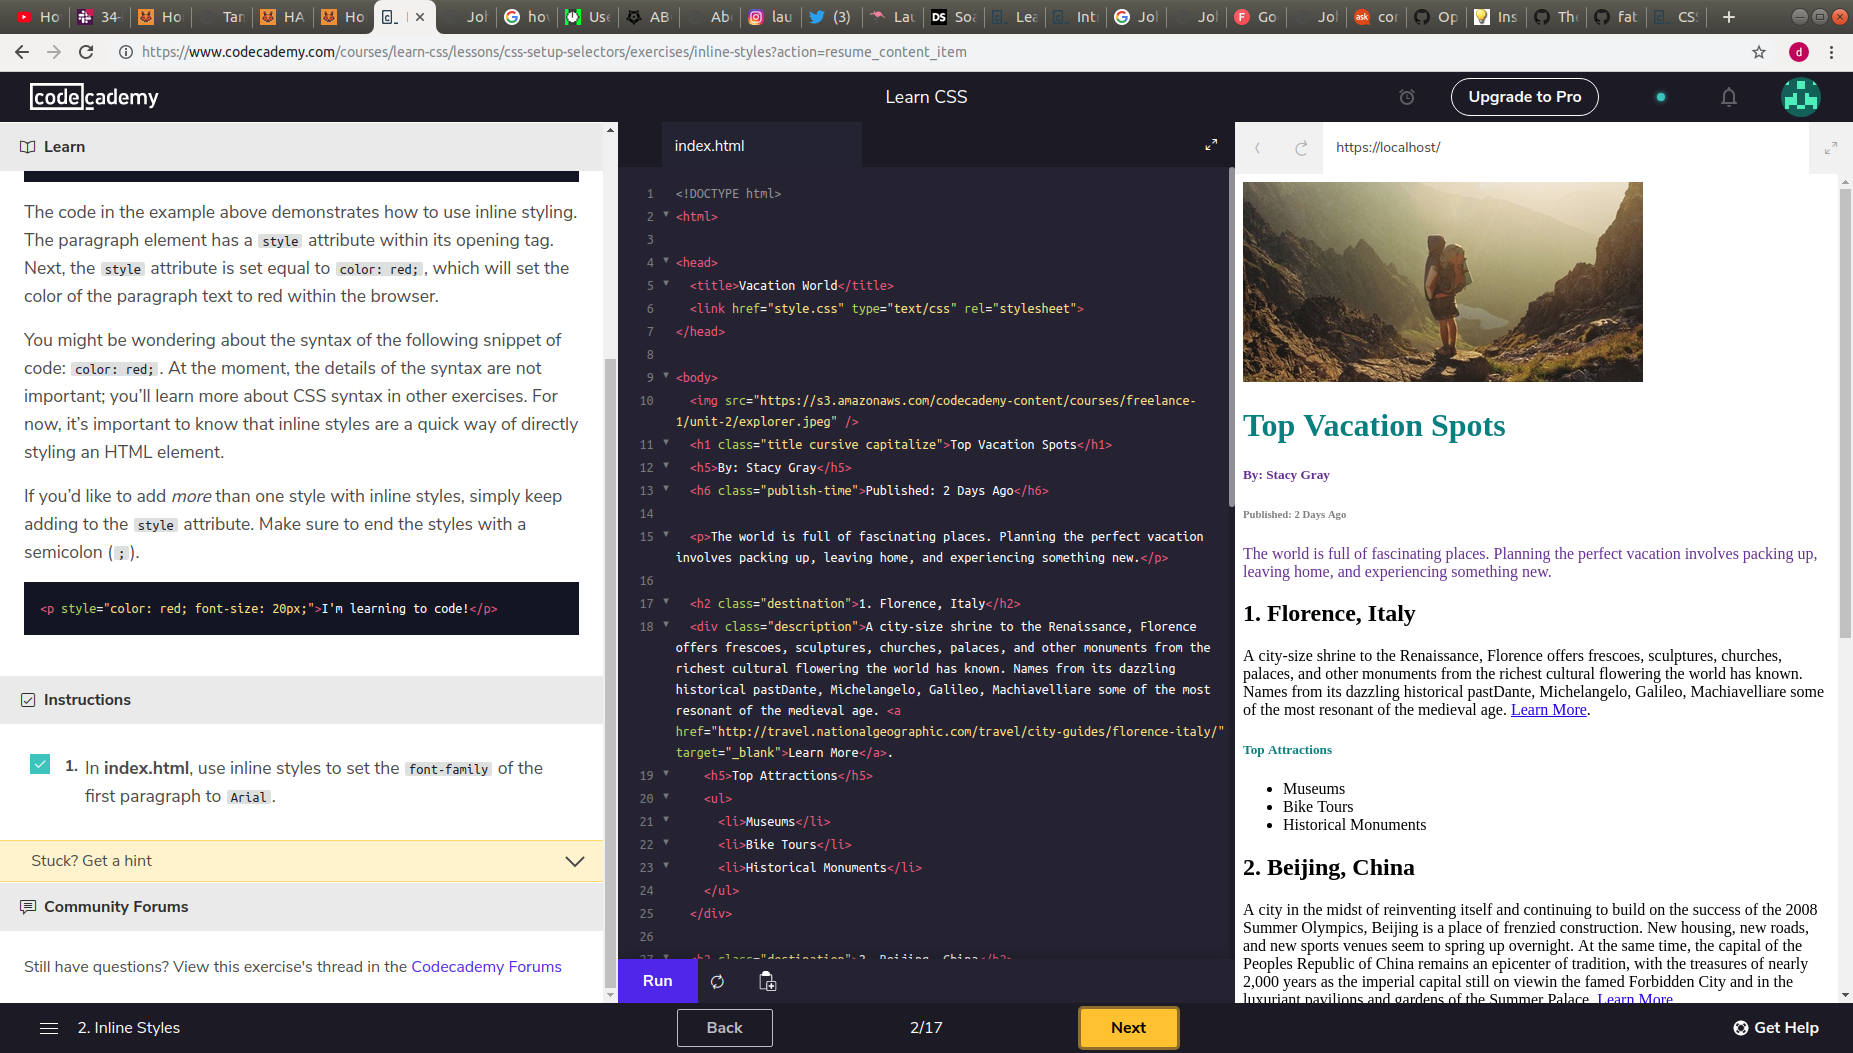 Ho
34-
Ho
Tar
HA
Ho
Jol
hov
Use
AB
Abo
lau
(3)
Lau
Soa
Lea
Intr
Jol
Jol
Go
Jol
cor
Op
Ins
The
fat
CSS
https://www.codecademy.com/courses/learn-css/lessons/css-setup-selectors/exercises/inline-styles?action=resume_content_item
d
codecademy
Learn CSS
Upgrade to Pro
Learn
The code in the example above demonstrates how to use inline styling.
The paragraph element has a style attribute within its opening tag.
Next, the style attribute is set equal to color: red;, which will set the
color of the paragraph text to red within the browser.
You might be wondering about the syntax of the following snippet of
code: color: red;. At the moment, the details of the syntax are not
important; you’ll learn more about CSS syntax in other exercises. For
now, it’s important to know that inline styles are a quick way of directly
styling an HTML element.
If you’d like to add more than one style with inline styles, simply keep
adding to the style attribute. Make sure to end the styles with a
semicolon (;).
<p style="color: red; font-size: 20px;">I'm learning to code!</p>
Instructions
1. In index.html, use inline styles to set the font-family of the
first paragraph to Arial.
Stuck? Get a hint
Community Forums
Still have questions? View this exercise's thread in the Codecademy Forums
index.html
1 <!DOCTYPE html>
2 <html>
3
4 <head>
5 <title>Vacation World</title>
6 <link href="style.css" type="text/css" rel="stylesheet">
7 </head>
8
9 <body>
10 <img src="https://s3.amazonaws.com/codecademy-content/courses/freelance-
1/unit-2/explorer.jpeg" />
11 <h1 class="title cursive capitalize">Top Vacation Spots</h1>
12 <h5>By: Stacy Gray</h5>
13 <h6 class="publish-time">Published: 2 Days Ago</h6>
14
15 <p>The world is full of fascinating places. Planning the perfect vacation
involves packing up, leaving home, and experiencing something new.</p>
16
17 <h2 class="destination">1. Florence, Italy</h2>
18 <div class="description">A city-size shrine to the Renaissance, Florence
offers frescoes, sculptures, churches, palaces, and other monuments from the
richest cultural flowering the world has known. Names from its dazzling
historical pastDante, Michelangelo, Galileo, Machiavelliare some of the most
resonant of the medieval age. <a
href="http://travel.nationalgeographic.com/travel/city-guides/florence-italy/"
target="_blank">Learn More</a>.
19 <h5>Top Attractions</h5>
20 <ul>
21 <li>Museums</li>
22 <li>Bike Tours</li>
23 <li>Historical Monuments</li>
24 </ul>
25 </div>
26
27 <h2 class="destination">2. Beijing, China</h2>
Run
https://localhost/
Top Vacation Spots
By: Stacy Gray
Published: 2 Days Ago
The world is full of fascinating places. Planning the perfect vacation involves packing up,
leaving home, and experiencing something new.
1. Florence, Italy
A city-size shrine to the Renaissance, Florence offers frescoes, sculptures, churches,
palaces, and other monuments from the richest cultural flowering the world has known.
Names from its dazzling historical pastDante, Michelangelo, Galileo, Machiavelliare some
of the most resonant of the medieval age. Learn More.
Top Attractions
Museums
Bike Tours
Historical Monuments
2. Beijing, China
A city in the midst of reinventing itself and continuing to build on the success of the 2008
Summer Olympics, Beijing is a place of frenzied construction. New housing, new roads,
and new sports venues seem to spring up overnight. At the same time, the capital of the
Peoples Republic of China remains an epicenter of tradition, with the treasures of nearly
2,000 years as the imperial capital still on viewin the famed Forbidden City and in the
luxuriant pavilions and gardens of the Summer Palace. Learn More
2. Inline Styles
Back
2/17
Next
Get Help